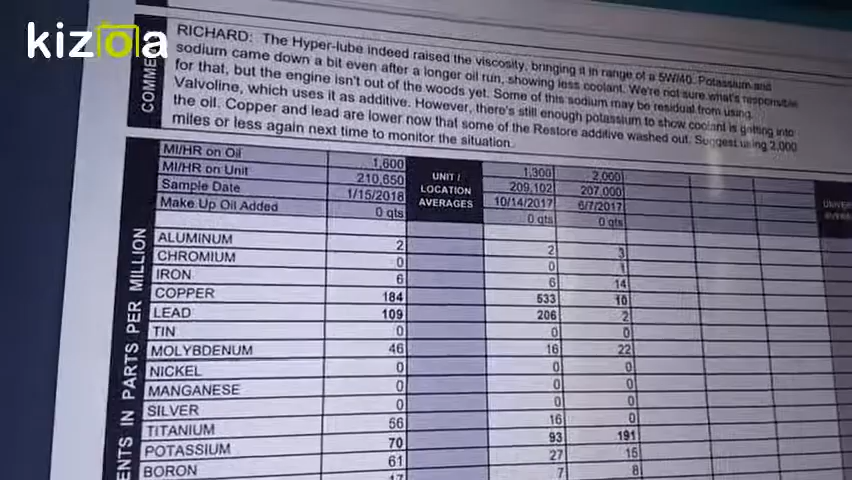 kizoa
COMME
RICHARD: The Hyper-lube indeed raised the viscosity, bringing it in range of a 5W/40. Potassium and
sodium came down a bit even after a longer oil run, showing less coolant. We're not sure what's responsible
for that, but the engine isn't out of the woods yet. Some of this sodium may be residual from using
Valvoline, which uses it as additive. However, there's still enough potassium to show coolant is getting into
the oil. Copper and lead are lower now that some of the Restore additive washed out. Suggest using 2,000
miles or less again next time to monitor the situation.
MI/HR on Oil 1,600 1,300 2,000
MI/HR on Unit 210,650 209,102 207,000
Sample Date 1/15/2018 10/14/2017 6/7/2017
Make Up Oil Added 0 qts 0 qts 0 qts
UNIT /
LOCATION
AVERAGES
ENTS IN PARTS PER MILLION
ALUMINUM 2 2 3
CHROMIUM 0 0 1
IRON 6 6 14
COPPER 184 533 10
LEAD 109 206 2
TIN 0 0 0
MOLYBDENUM 46 16 22
NICKEL 0 0 0
MANGANESE 0 0 0
SILVER 0 0 0
TITANIUM 56 16 0
POTASSIUM 70 93 191
BORON 61 27 15
17 7 8